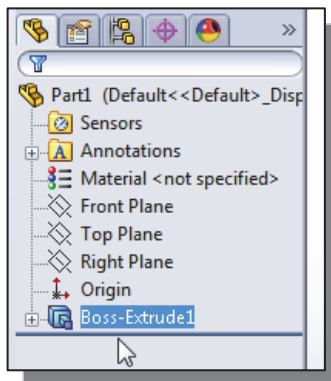 Part1 (Default<<Default>_Disp
Sensors
Annotations
Material <not specified>
Front Plane
Top Plane
Right Plane
Origin
Boss-Extrude1